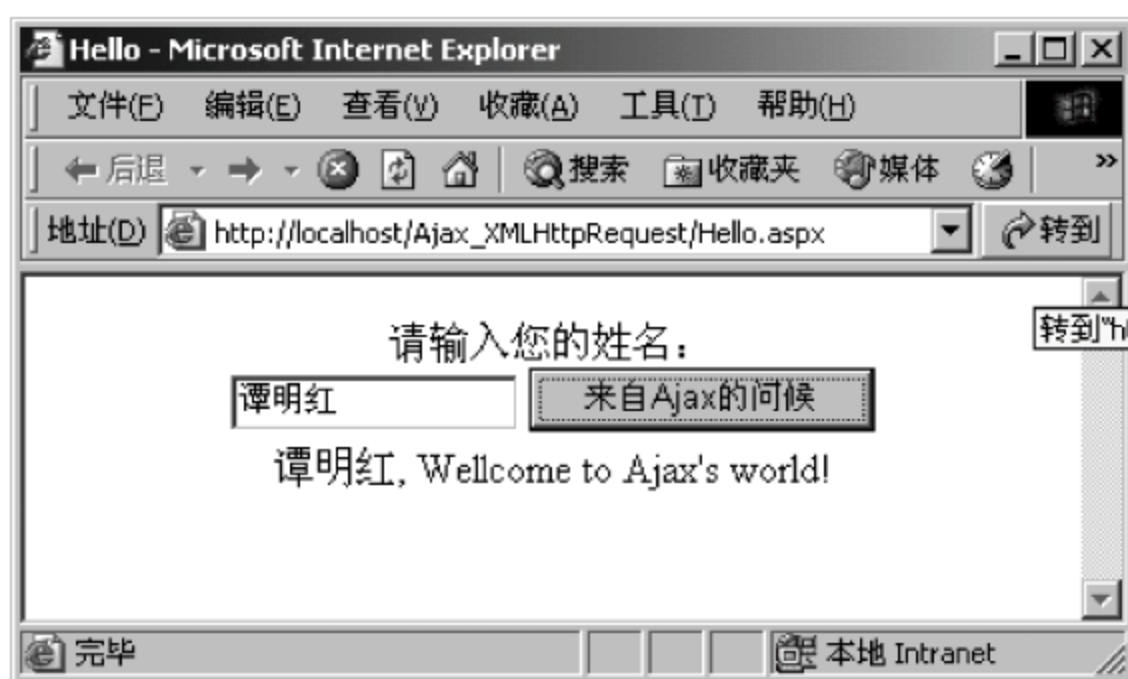 Hello - Microsoft Internet Explorer
文件(F) 编辑(E) 查看(V) 收藏(A) 工具(T) 帮助(H)
后退 搜索 收藏夹 媒体 »
地址(D) http://localhost/Ajax_XMLHttpRequest/Hello.aspx 转到
转到"h
请输入您的姓名：
谭明红 来自Ajax的问候
谭明红, Wellcome to Ajax's world!
完毕 本地 Intranet